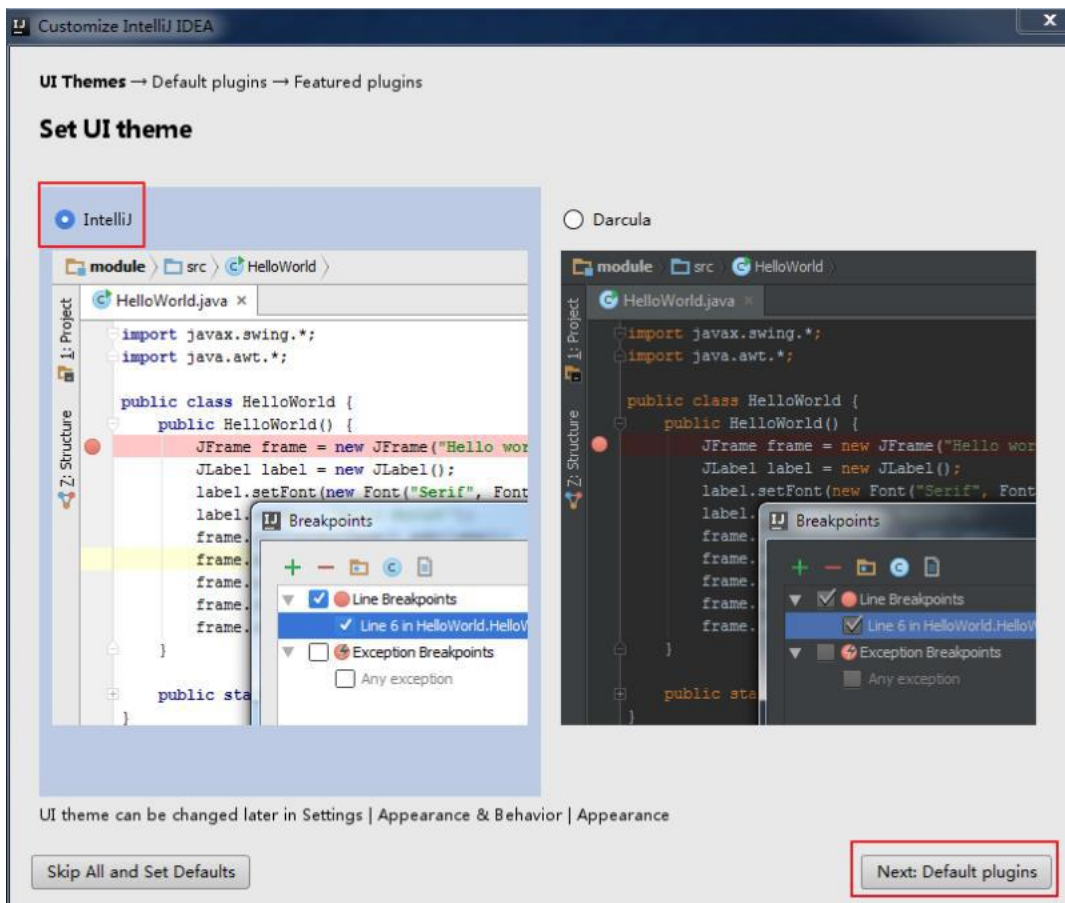 Customize IntelliJ IDEA
X
UI Themes → Default plugins → Featured plugins
Set UI theme
IntelliJ
module
src
HelloWorld
HelloWorld.java ×
1: Project
Z: Structure
import javax.swing.*;
import java.awt.*;
public class HelloWorld {
public HelloWorld() {
JFrame frame = new JFrame("Hello wor
JLabel label = new JLabel();
label.setFont(new Font("Serif", Font
label.
frame.
frame.
frame.
frame.
frame.
}
public sta
}
Breakpoints
Line Breakpoints
Line 6 in HelloWorld.HelloW
Exception Breakpoints
Any exception
Darcula
module
src
HelloWorld
HelloWorld.java ×
1: Project
Z: Structure
import javax.swing.*;
import java.awt.*;
public class HelloWorld {
public HelloWorld() {
JFrame frame = new JFrame("Hello wor
JLabel label = new JLabel();
label.setFont(new Font("Serif", Font
label.
frame.
frame.
frame.
frame.
frame.
}
public sta
}
Breakpoints
Line Breakpoints
Line 6 in HelloWorld.HelloW
Exception Breakpoints
Any exception
UI theme can be changed later in Settings | Appearance & Behavior | Appearance
Skip All and Set Defaults
Next: Default plugins